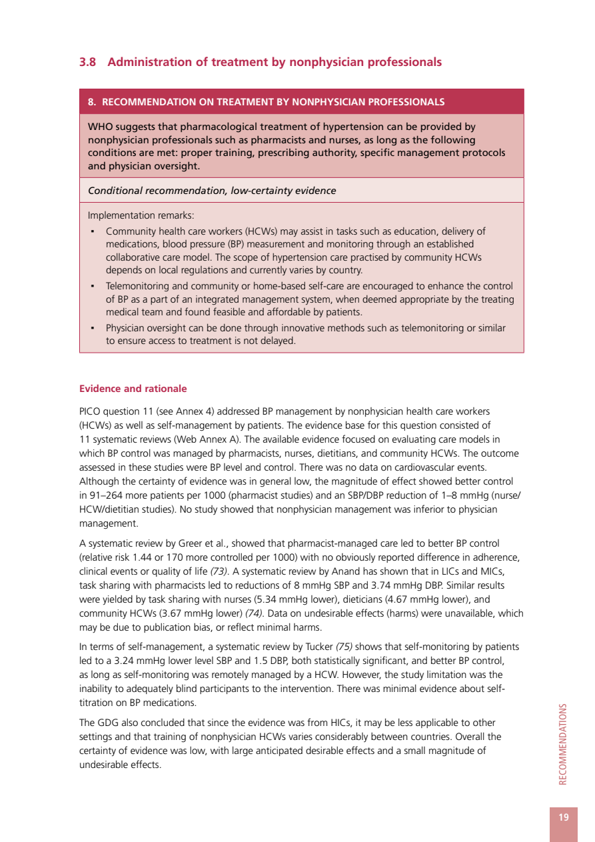 3.8 Administration of treatment by nonphysician professionals
8. RECOMMENDATION ON TREATMENT BY NONPHYSICIAN PROFESSIONALS
WHO suggests that pharmacological treatment of hypertension can be provided by
nonphysician professionals such as pharmacists and nurses, as long as the following
conditions are met: proper training, prescribing authority, specific management protocols
and physician oversight.
Conditional recommendation, low-certainty evidence
Implementation remarks:
• Community health care workers (HCWs) may assist in tasks such as education, delivery of
medications, blood pressure (BP) measurement and monitoring through an established
collaborative care model. The scope of hypertension care practised by community HCWs
depends on local regulations and currently varies by country.
• Telemonitoring and community or home-based self-care are encouraged to enhance the control
of BP as a part of an integrated management system, when deemed appropriate by the treating
medical team and found feasible and affordable by patients.
• Physician oversight can be done through innovative methods such as telemonitoring or similar
to ensure access to treatment is not delayed.
Evidence and rationale
PICO question 11 (see Annex 4) addressed BP management by nonphysician health care workers
(HCWs) as well as self-management by patients. The evidence base for this question consisted of
11 systematic reviews (Web Annex A). The available evidence focused on evaluating care models in
which BP control was managed by pharmacists, nurses, dietitians, and community HCWs. The outcome
assessed in these studies were BP level and control. There was no data on cardiovascular events.
Although the certainty of evidence was in general low, the magnitude of effect showed better control
in 91–264 more patients per 1000 (pharmacist studies) and an SBP/DBP reduction of 1–8 mmHg (nurse/
HCW/dietitian studies). No study showed that nonphysician management was inferior to physician
management.
A systematic review by Greer et al., showed that pharmacist-managed care led to better BP control
(relative risk 1.44 or 170 more controlled per 1000) with no obviously reported difference in adherence,
clinical events or quality of life (73). A systematic review by Anand has shown that in LICs and MICs,
task sharing with pharmacists led to reductions of 8 mmHg SBP and 3.74 mmHg DBP. Similar results
were yielded by task sharing with nurses (5.34 mmHg lower), dieticians (4.67 mmHg lower), and
community HCWs (3.67 mmHg lower) (74). Data on undesirable effects (harms) were unavailable, which
may be due to publication bias, or reflect minimal harms.
In terms of self-management, a systematic review by Tucker (75) shows that self-monitoring by patients
led to a 3.24 mmHg lower level SBP and 1.5 DBP, both statistically significant, and better BP control,
as long as self-monitoring was remotely managed by a HCW. However, the study limitation was the
inability to adequately blind participants to the intervention. There was minimal evidence about self-
titration on BP medications.
The GDG also concluded that since the evidence was from HICs, it may be less applicable to other
settings and that training of nonphysician HCWs varies considerably between countries. Overall the
certainty of evidence was low, with large anticipated desirable effects and a small magnitude of
undesirable effects.
RECOMMENDATIONS
19